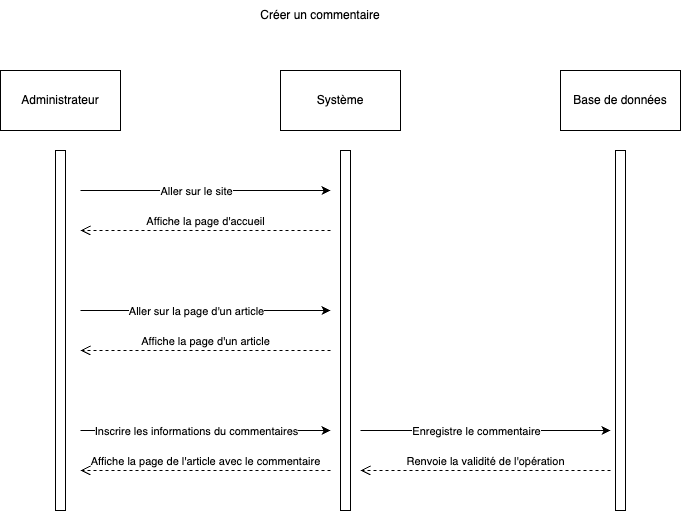 Créer un commentaire
Administrateur
Système
Base de données
Aller sur le site
Affiche la page d'accueil
Aller sur la page d'un article
Affiche la page d'un article
Inscrire les informations du commentaires
Enregistre le commentaire
Affiche la page de l'article avec le commentaire
Renvoie la validité de l'opération